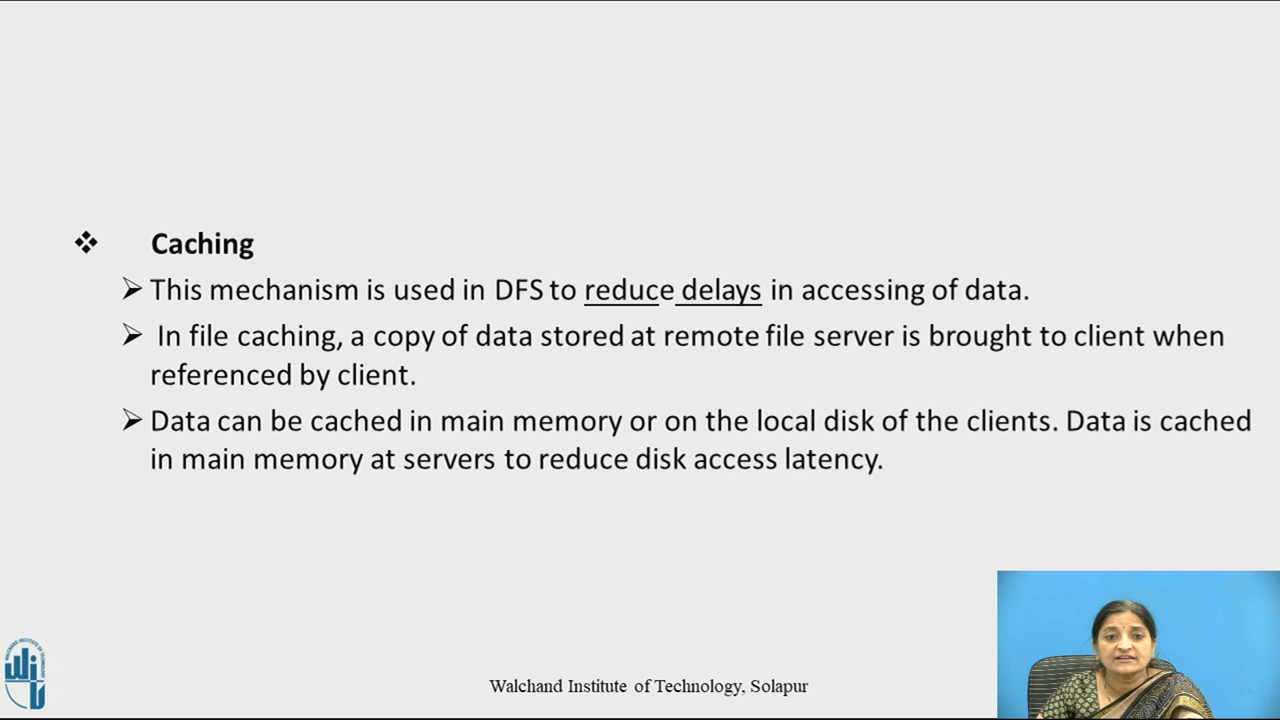 ❖ Caching
➢ This mechanism is used in DFS to reduce delays in accessing of data.
➢ In file caching, a copy of data stored at remote file server is brought to client when
referenced by client.
➢ Data can be cached in main memory or on the local disk of the clients. Data is cached
in main memory at servers to reduce disk access latency.
Walchand Institute of Technology, Solapur